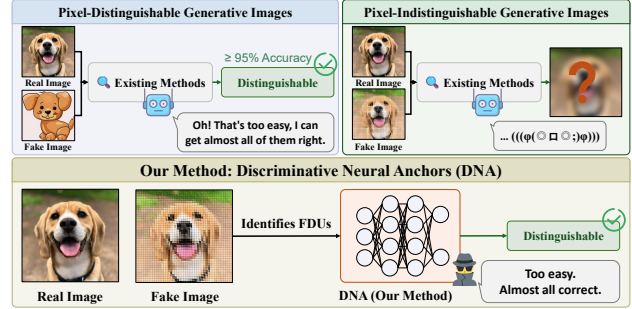 Pixel-Distinguishable Generative Images
Real Image
Fake Image
Existing Methods
≥ 95% Accuracy
Distinguishable
Oh! That's too easy, I can
get almost all of them right.
Pixel-Indistinguishable Generative Images
Real Image
Fake Image
Existing Methods
?
... (((φ(◎ロ◎;)φ)))
Our Method: Discriminative Neural Anchors (DNA)
Real Image
Fake Image
Identifies FDUs
DNA (Our Method)
Distinguishable
Too easy.
Almost all correct.